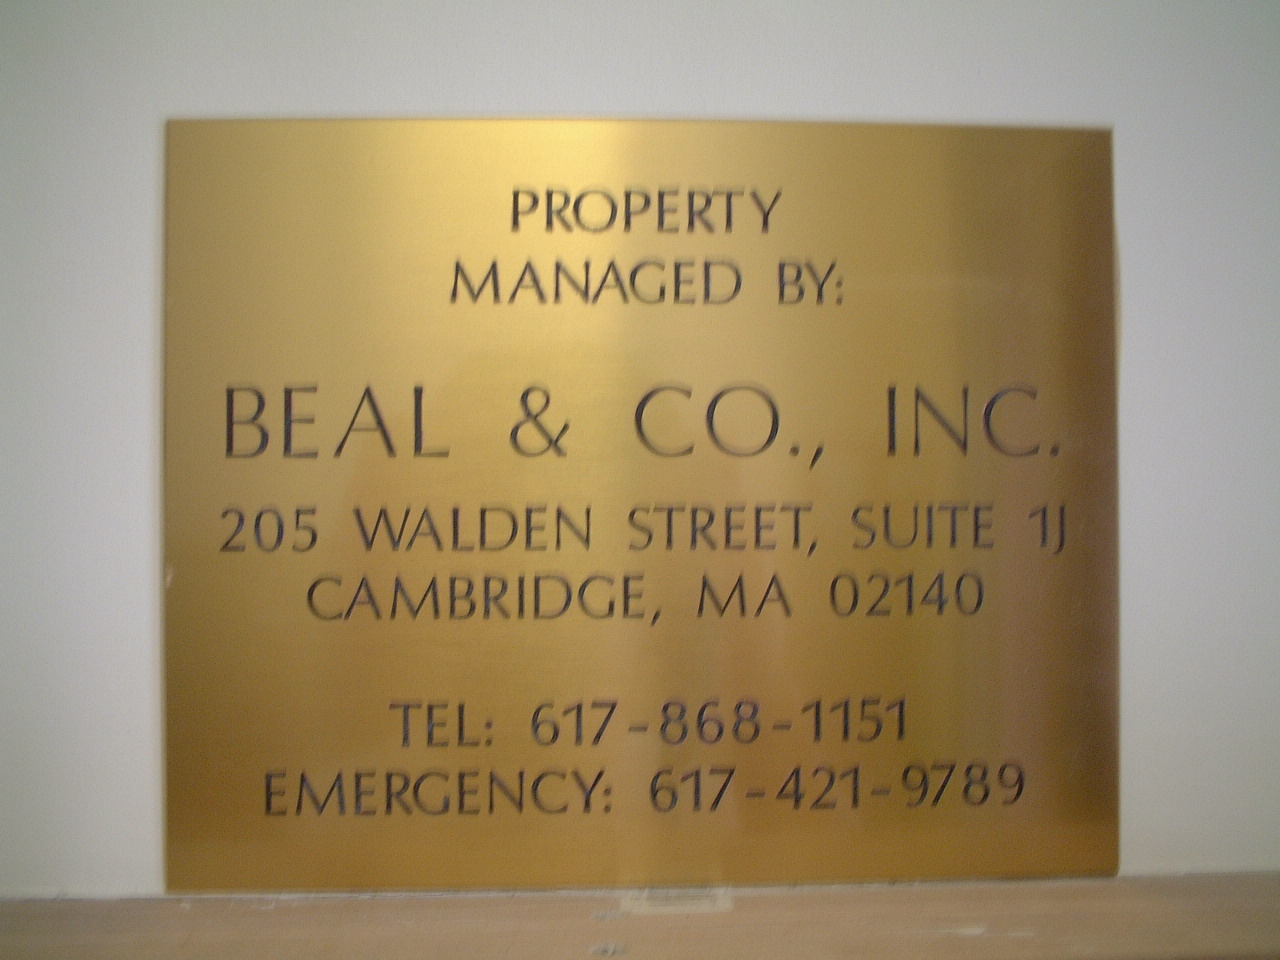 PROPERTY
MANAGED BY:
BEAL & CO., INC.
205 WALDEN STREET, SUITE 1J
CAMBRIDGE, MA 02140
TEL: 617-868-1151
EMERGENCY: 617-421-9789